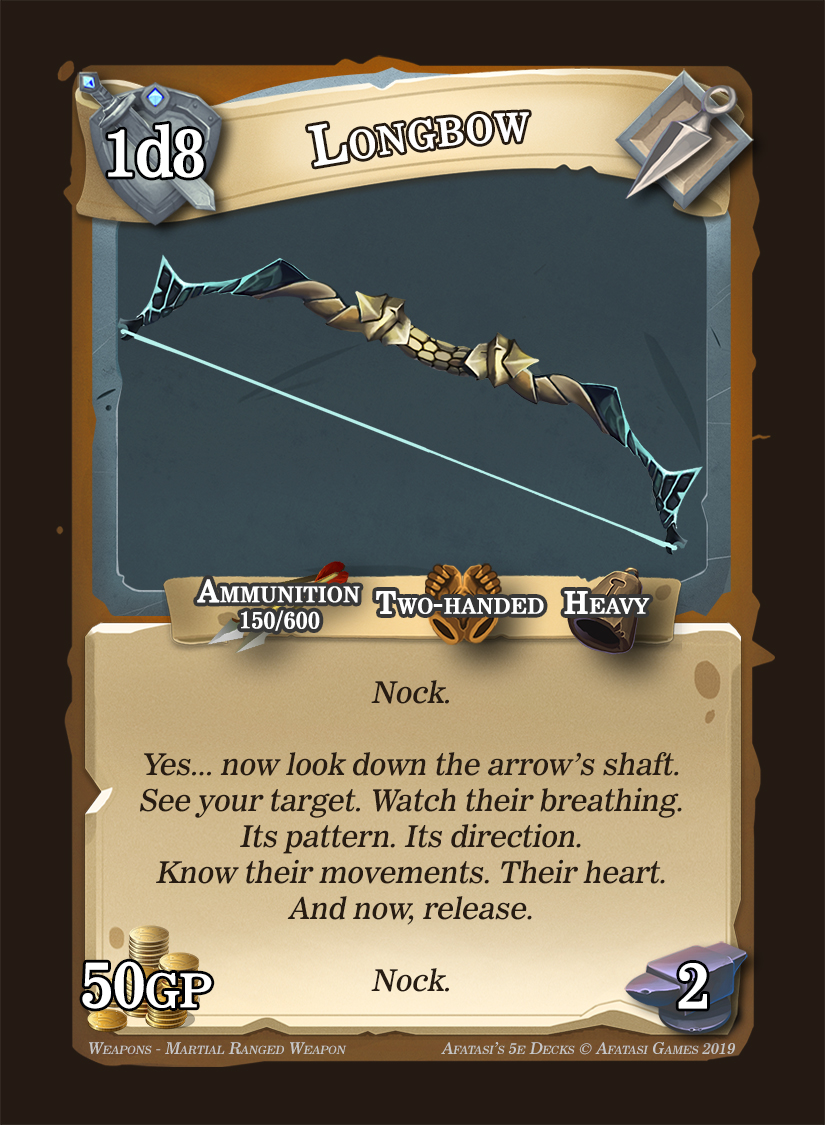 1d8
Longbow
Ammunition
150/600
Two-handed
Heavy
Nock.
Yes... now look down the arrow's shaft.
See your target. Watch their breathing.
Its pattern. Its direction.
Know their movements. Their heart.
And now, release.
Nock.
50GP
2
Weapons - Martial Ranged Weapon
Afatasi's 5e Decks © Afatasi Games 2019